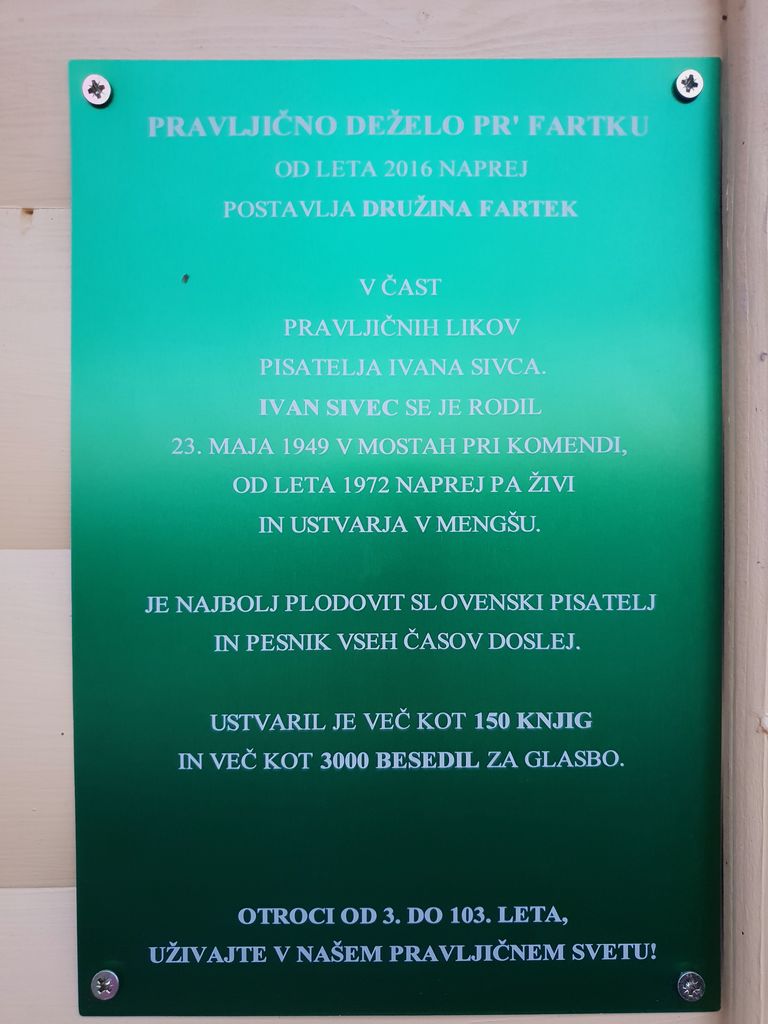 PRAVLJIČNO DEŽELO PR' FARTKU
OD LETA 2016 NAPREJ
POSTAVLJA DRUŽINA FARTEK
V ČAST
PRAVLJIČNIH LIKOV
PISATELJA IVANA SIVCA.
IVAN SIVEC SE JE RODIL
23. MAJA 1949 V MOSTAH PRI KOMENDI,
OD LETA 1972 NAPREJ PA ŽIVI
IN USTVARJA V MENGŠU.
JE NAJBOLJ PLODOVIT SLOVENSKI PISATELJ
IN PESNIK VSEH ČASOV DOSLEJ.
USTVARIL JE VEČ KOT 150 KNJIG
IN VEČ KOT 3000 BESEDIL ZA GLASBO.
OTROCI OD 3. DO 103. LETA,
UŽIVAJTE V NAŠEM PRAVLJIČNEM SVETU!